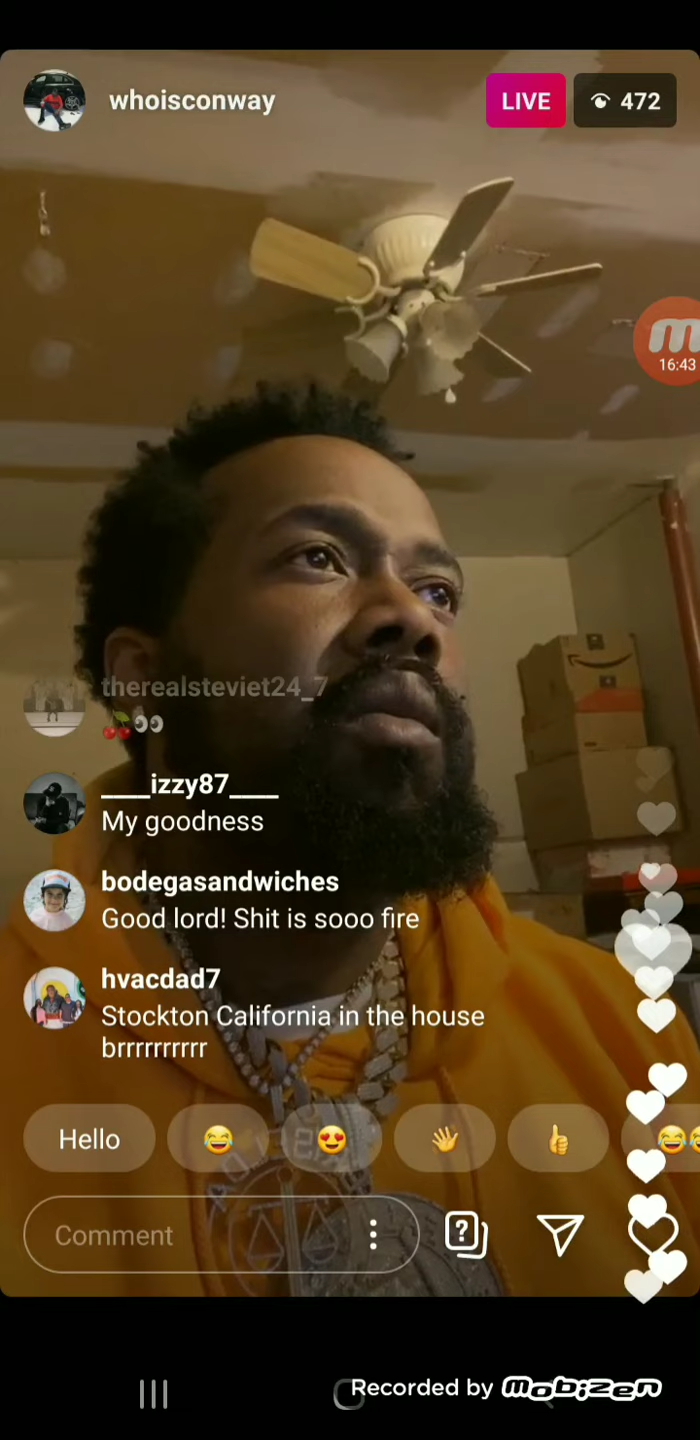 whoisconway
LIVE
472
16:43
therealsteviet24_7
🍒👀
____izzy87____
My goodness
bodegasandwiches
Good lord! Shit is sooo fire
hvacdad7
Stockton California in the house
brrrrrrrrrr
Hello 😂 😍 👋 👍 😂
Comment
Recorded by mobizen